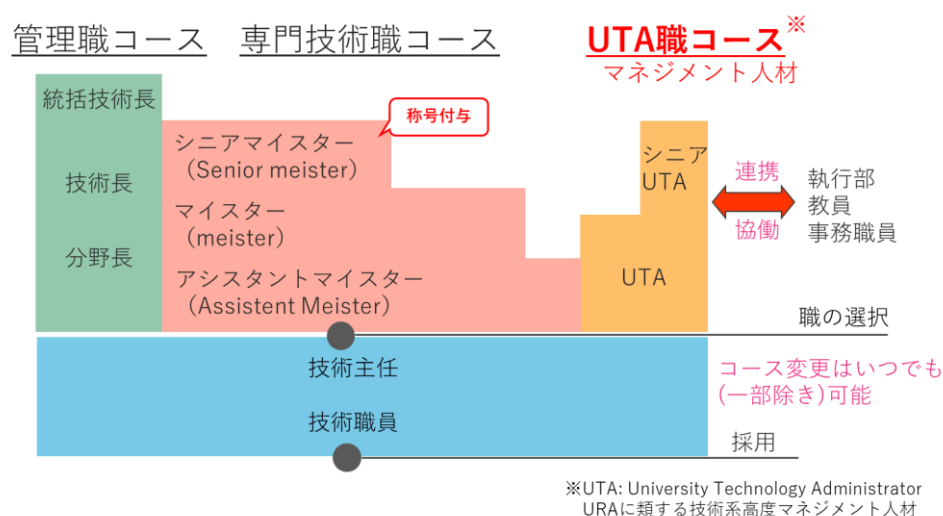 管理職コース
専門技術職コース
UTA職コース※
マネジメント人材
統括技術長
技術長
分野長
称号付与
シニアマイスター
(Senior meister)
マイスター
(meister)
アシスタントマイスター
(Assistent Meister)
シニア
UTA
UTA
連携
協働
執行部
教員
事務職員
職の選択
技術主任
技術職員
コース変更はいつでも
(一部除き)可能
採用
※UTA: University Technology Administrator
URAに類する技術系高度マネジメント人材